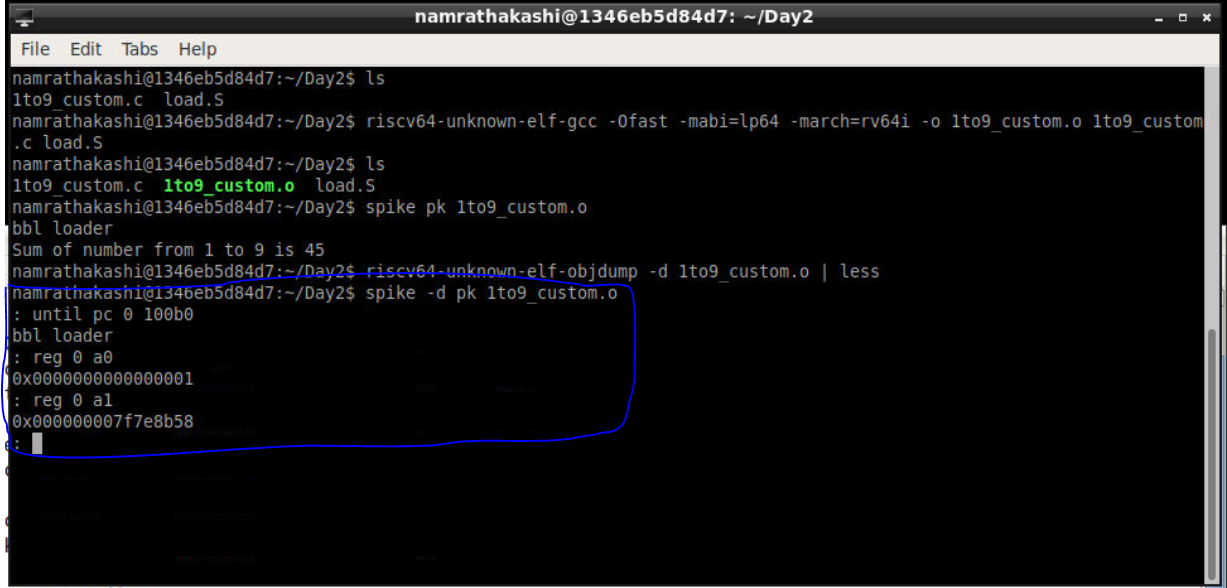 namrathakashi@1346eb5d84d7: ~/Day2
File Edit Tabs Help
namrathakashi@1346eb5d84d7:~/Day2$ ls
1to9_custom.c  load.S
namrathakashi@1346eb5d84d7:~/Day2$ riscv64-unknown-elf-gcc -Ofast -mabi=lp64 -march=rv64i -o 1to9_custom.o 1to9_custom
.c load.S
namrathakashi@1346eb5d84d7:~/Day2$ ls
1to9_custom.c  1to9_custom.o  load.S
namrathakashi@1346eb5d84d7:~/Day2$ spike pk 1to9_custom.o
bbl loader
Sum of number from 1 to 9 is 45
namrathakashi@1346eb5d84d7:~/Day2$ riscv64-unknown-elf-objdump -d 1to9_custom.o | less
namrathakashi@1346eb5d84d7:~/Day2$ spike -d pk 1to9_custom.o
: until pc 0 100b0
bbl loader
: reg 0 a0
0x0000000000000001
: reg 0 a1
0x000000007f7e8b58
: